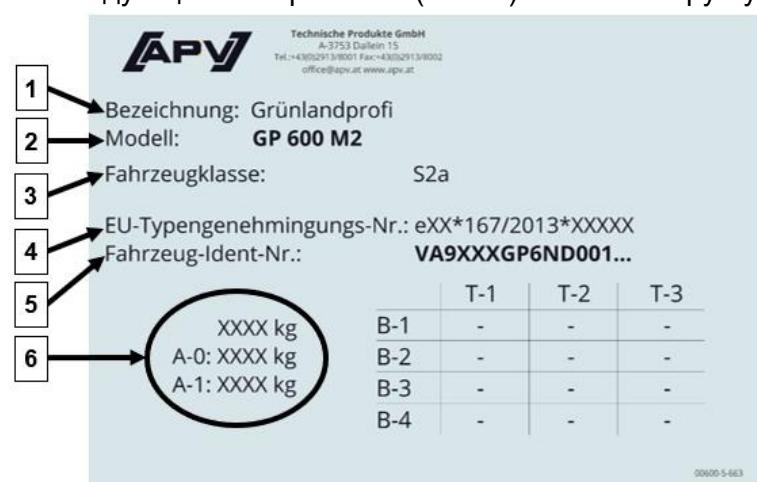 APV
Technische Produkte GmbH
A-3753 Dallein 15
Tel.:+43(0)2913/8001 Fax:+43(0)2913/8002
office@apv.at www.apv.at
1
Bezeichnung: Grünlandprofi
2
Modell: GP 600 M2
3
Fahrzeugklasse: S2a
4
EU-Typengenehmingungs-Nr.: eXX*167/2013*XXXXX
5
Fahrzeug-Ident-Nr.: VA9XXXGP6ND001...
6
XXXX kg
A-0: XXXX kg
A-1: XXXX kg
T-1 T-2 T-3
B-1 - - -
B-2 - - -
B-3 - - -
B-4 - - -
00600-5-663